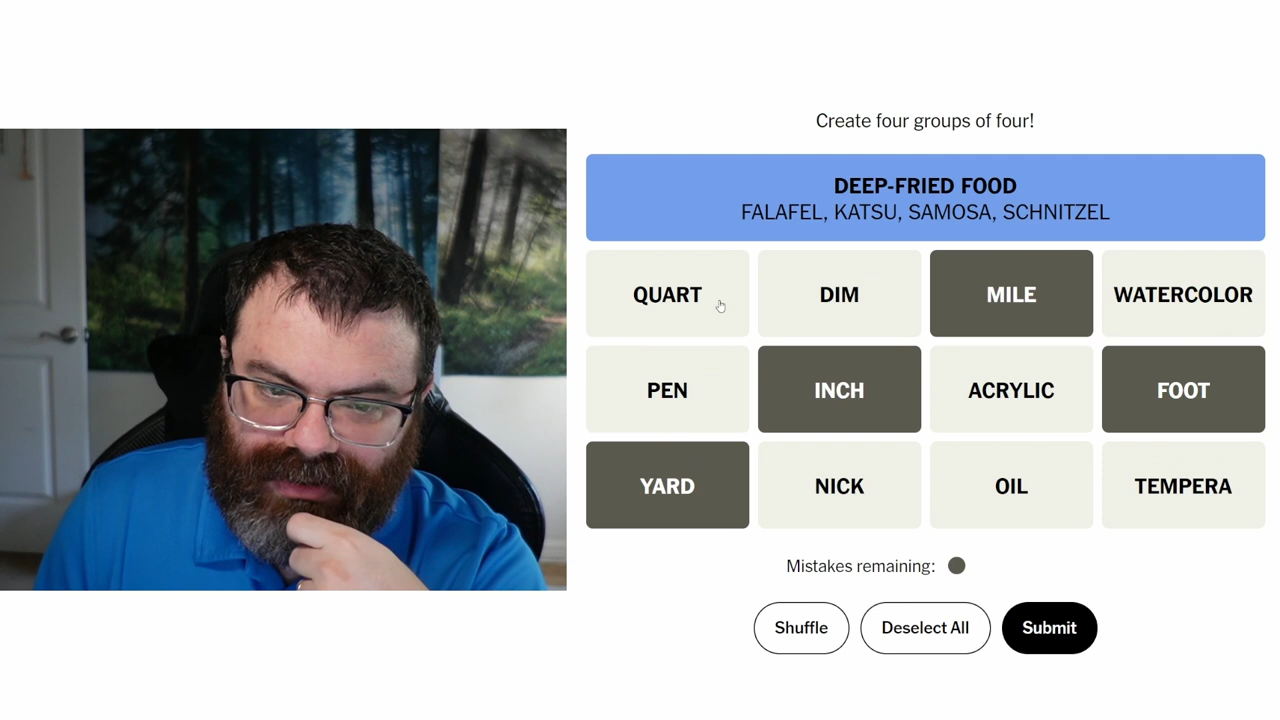 Create four groups of four!
DEEP-FRIED FOOD
FALAFEL, KATSU, SAMOSA, SCHNITZEL
QUART DIM MILE WATERCOLOR
PEN INCH ACRYLIC FOOT
YARD NICK OIL TEMPERA
Mistakes remaining:
Shuffle Deselect All Submit